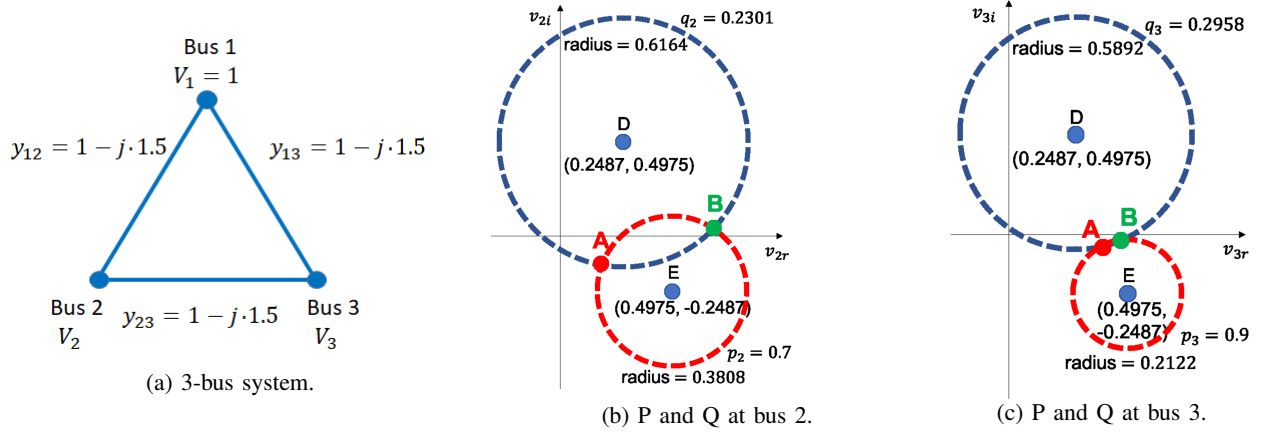 Bus 1
V₁ = 1
y₁₂ = 1 − j·1.5
y₁₃ = 1 − j·1.5
Bus 2
V₂
y₂₃ = 1 − j·1.5
Bus 3
V₃
(a) 3-bus system.
v₂ᵢ
q₂ = 0.2301
radius = 0.6164
D
(0.2487, 0.4975)
B
A
v₂ᵣ
E
(0.4975, -0.2487)
p₂ = 0.7
radius = 0.3808
(b) P and Q at bus 2.
v₃ᵢ
q₃ = 0.2958
radius = 0.5892
D
(0.2487, 0.4975)
A
B
v₃ᵣ
E
(0.4975,
-0.2487)
p₃ = 0.9
radius = 0.2122
(c) P and Q at bus 3.